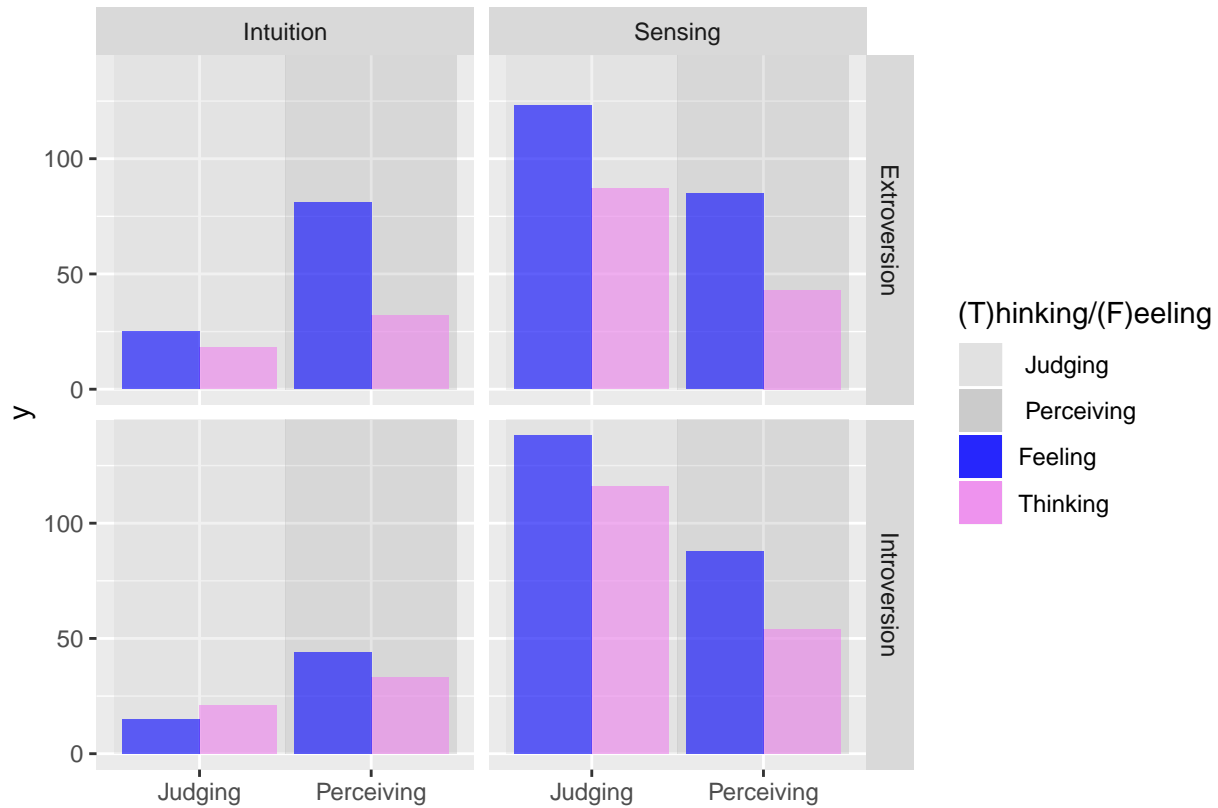 Intuition
Sensing
100
50
0
Extroversion
y
100
50
0
Introversion
Judging
Perceiving
Judging
Perceiving
(T)hinking/(F)eeling
Judging
Perceiving
Feeling
Thinking